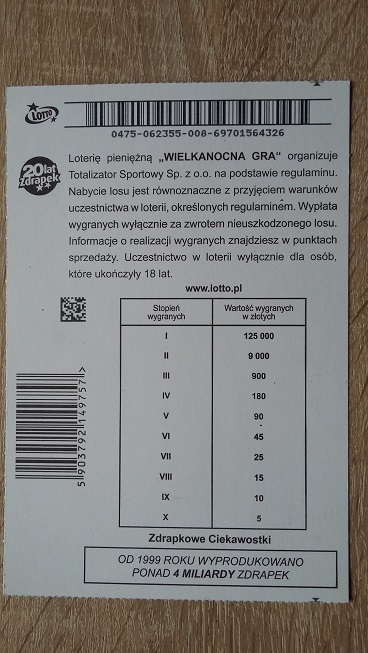 LOTTO
0475-062355-008-69701564326
20 lat
Zdrapek
Loterię pieniężną „WIELKANOCNA GRA“ organizuje
Totalizator Sportowy Sp. z o.o. na podstawie regulaminu.
Nabycie losu jest równoznaczne z przyjęciem warunków
uczestnictwa w loterii, określonych regulaminem. Wypłata
wygranych wyłącznie za zwrotem nieuszkodzonego losu.
Informacje o realizacji wygranych znajdziesz w punktach
sprzedaży. Uczestnictwo w loterii wyłącznie dla osób,
które ukończyły 18 lat.
www.lotto.pl
Stopień wygranych Wartość wygranych w złotych
I 125 000
II 9 000
III 900
IV 180
V 90
VI 45
VII 25
VIII 15
IX 10
X 5
5 903792 149757 >
Zdrapkowe Ciekawostki
OD 1999 ROKU WYPRODUKOWANO
PONAD 4 MILIARDY ZDRAPEK